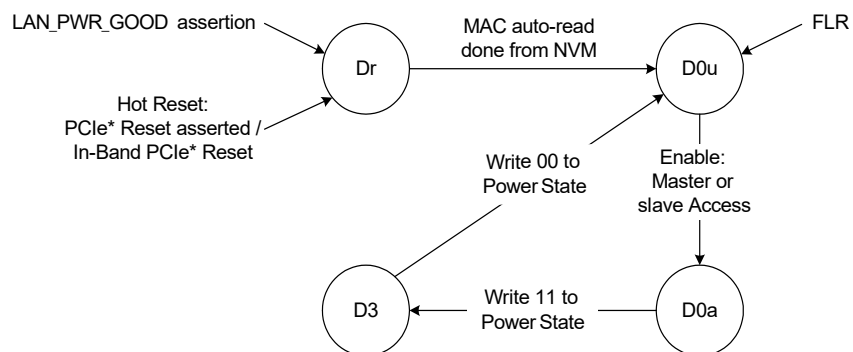 LAN_PWR_GOOD assertion
MAC auto-read
done from NVM
FLR
Dr
D0u
Hot Reset:
PCIe* Reset asserted /
In-Band PCIe* Reset
Write 00 to
Power State
Enable:
Master or
slave Access
D3
Write 11 to
Power State
D0a